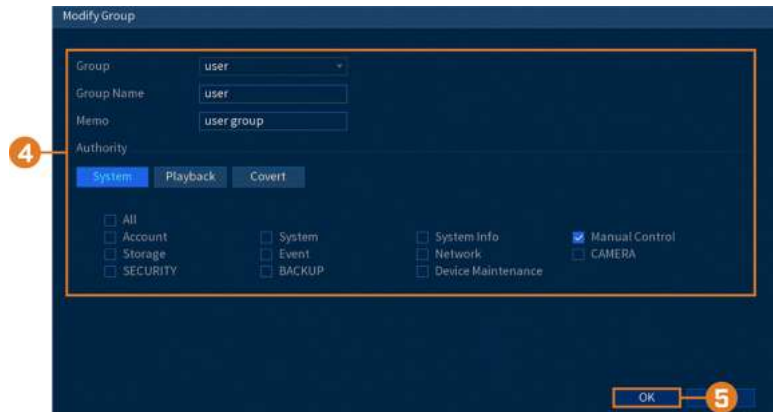 Modify Group
Group user
Group Name user
Memo user group
4
Authority
System Playback Covert
All
Account System System Info Manual Control
Storage Event Network CAMERA
SECURITY BACKUP Device Maintenance
OK 5